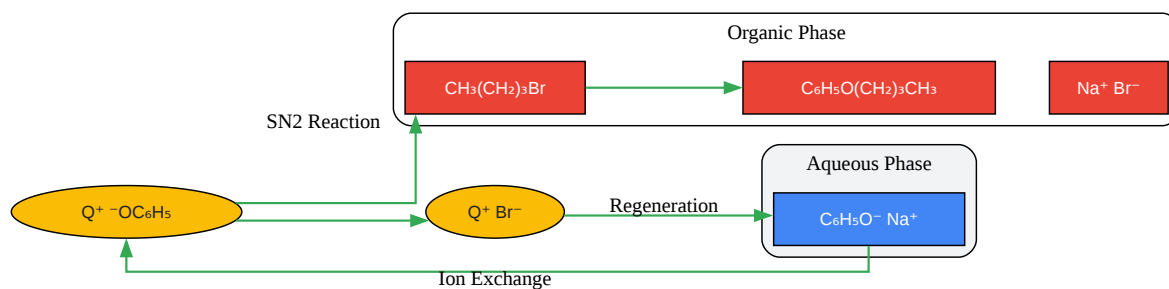 Organic Phase
CH₃(CH₂)₃Br
C₆H₅O(CH₂)₃CH₃
Na⁺ Br⁻
SN2 Reaction
Aqueous Phase
Q⁺ ⁻OC₆H₅
Q⁺ Br⁻
Regeneration
C₆H₅O⁻ Na⁺
Ion Exchange